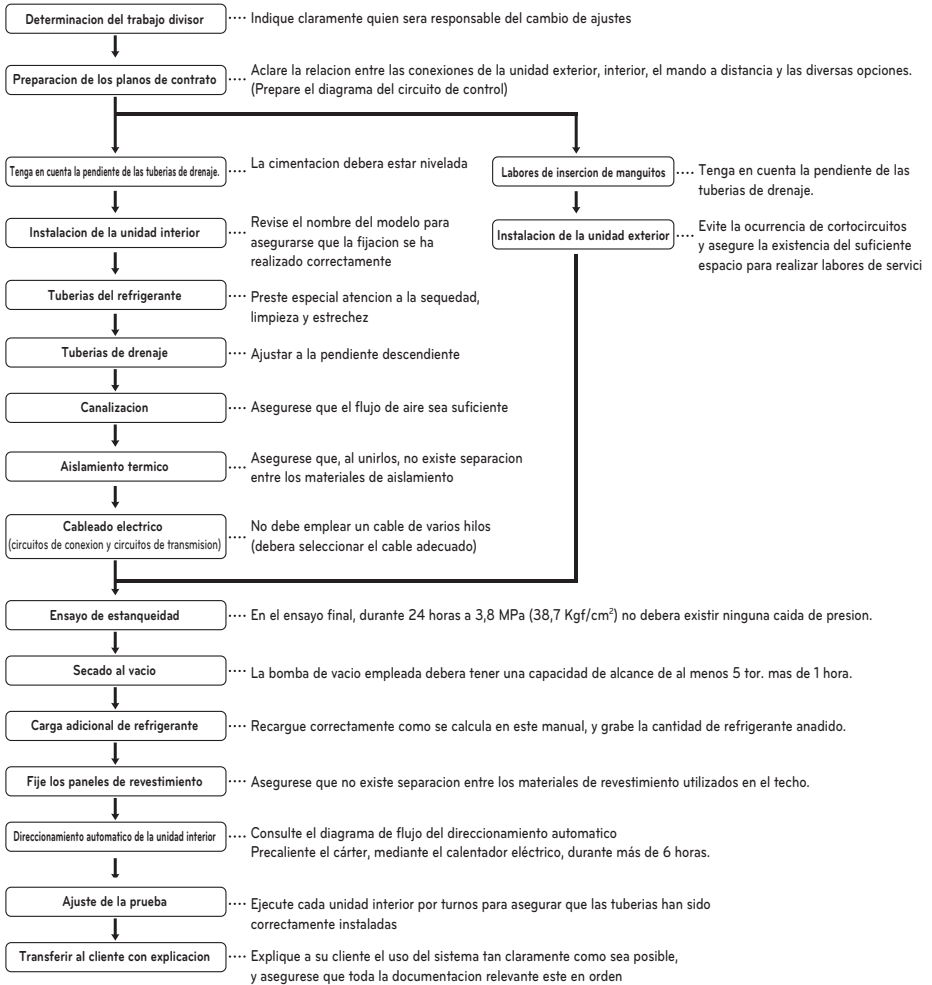 Determinacion del trabajo divisor
···· Indique claramente quien sera responsable del cambio de ajustes
Preparacion de los planos de contrato
···· Aclare la relacion entre las conexiones de la unidad exterior, interior, el mando a distancia y las diversas opciones.
(Prepare el diagrama del circuito de control)
Tenga en cuenta la pendiente de las tuberias de drenaje.
···· La cimentacion debera estar nivelada
Labores de insercion de manguitos
···· Tenga en cuenta la pendiente de las
tuberias de drenaje.
Instalacion de la unidad interior
···· Revise el nombre del modelo para
asegurarse que la fijacion se ha
realizado correctamente
Instalacion de la unidad exterior
···· Evite la ocurrencia de cortocircuitos
y asegure la existencia del suficiente
espacio para realizar labores de servici
Tuberias del refrigerante
···· Preste especial atencion a la sequedad,
limpieza y estrechez
Tuberias de drenaje
···· Ajustar a la pendiente descendiente
Canalizacion
···· Asegurese que el flujo de aire sea suficiente
Aislamiento termico
···· Asegurese que, al unirlos, no existe separacion
entre los materiales de aislamiento
Cableado electrico
(circuitos de conexion y circuitos de transmision)
···· No debe emplear un cable de varios hilos
(debera seleccionar el cable adecuado)
Ensayo de estanqueidad
···· En el ensayo final, durante 24 horas a 3,8 MPa (38,7 Kgf/cm²) no debera existir ninguna caida de presion.
Secado al vacio
···· La bomba de vacio empleada debera tener una capacidad de alcance de al menos 5 tor. mas de 1 hora.
Carga adicional de refrigerante
···· Recargue correctamente como se calcula en este manual, y grabe la cantidad de refrigerante anadido.
Fije los paneles de revestimiento
···· Asegurese que no existe separacion entre los materiales de revestimiento utilizados en el techo.
Direccionamiento automatico de la unidad interior
···· Consulte el diagrama de flujo del direccionamiento automatico
Precaliente el cárter, mediante el calentador eléctrico, durante más de 6 horas.
Ajuste de la prueba
···· Ejecute cada unidad interior por turnos para asegurar que las tuberias han sido
correctamente instaladas
Transferir al cliente con explicacion
···· Explique a su cliente el uso del sistema tan claramente como sea posible,
y asegurese que toda la documentacion relevante este en orden